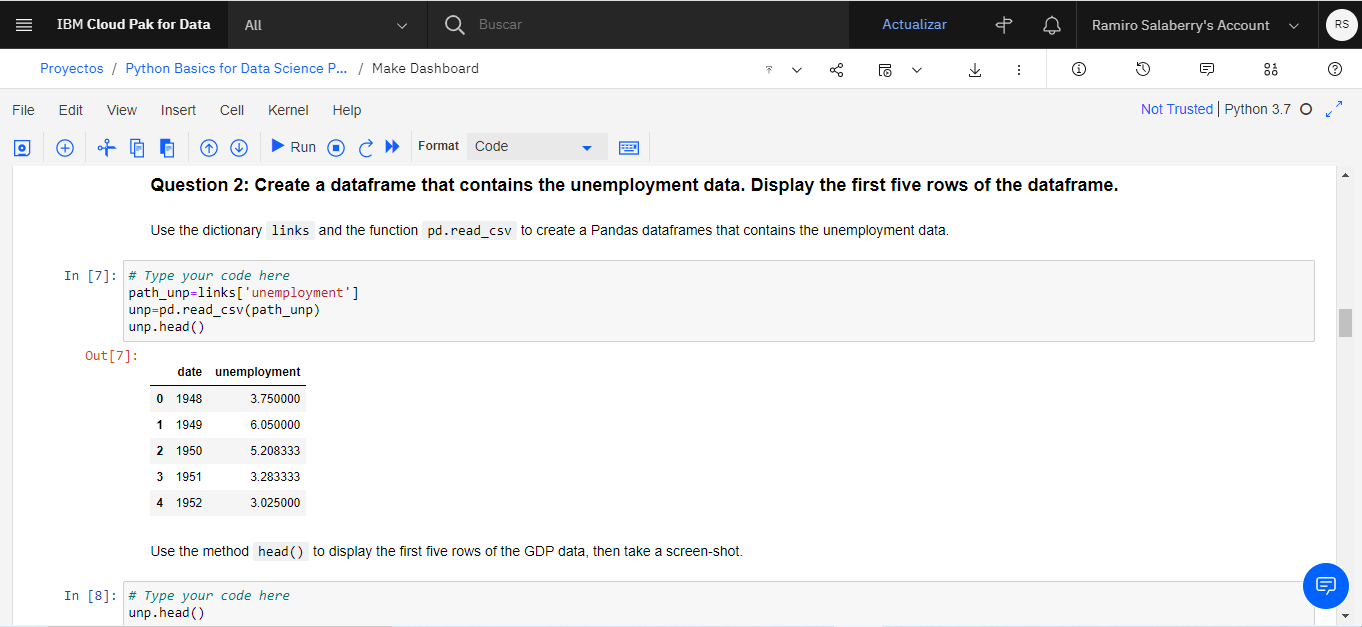 IBM Cloud Pak for Data All Buscar Actualizar Ramiro Salaberry's Account RS
Proyectos / Python Basics for Data Science P... / Make Dashboard
File Edit View Insert Cell Kernel Help Not Trusted Python 3.7
Run Format Code
Question 2: Create a dataframe that contains the unemployment data. Display the first five rows of the dataframe.
Use the dictionary links and the function pd.read_csv to create a Pandas dataframes that contains the unemployment data.
In [7]: # Type your code here
path_unp=links['unemployment']
unp=pd.read_csv(path_unp)
unp.head()
Out[7]:
date unemployment
0 1948 3.750000
1 1949 6.050000
2 1950 5.208333
3 1951 3.283333
4 1952 3.025000
Use the method head() to display the first five rows of the GDP data, then take a screen-shot.
In [8]: # Type your code here
unp.head()